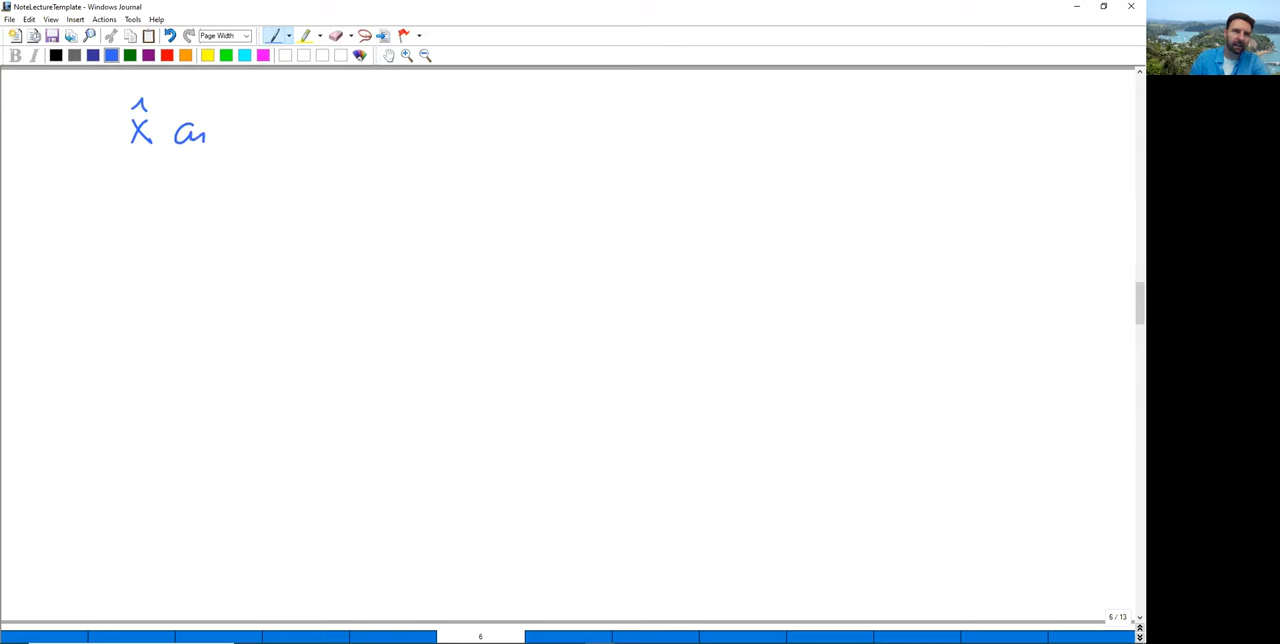 NoteLectureTemplate - Windows Journal
File Edit View Insert Actions Tools Help
Page Width
B I
x̂ an
6 / 13
6